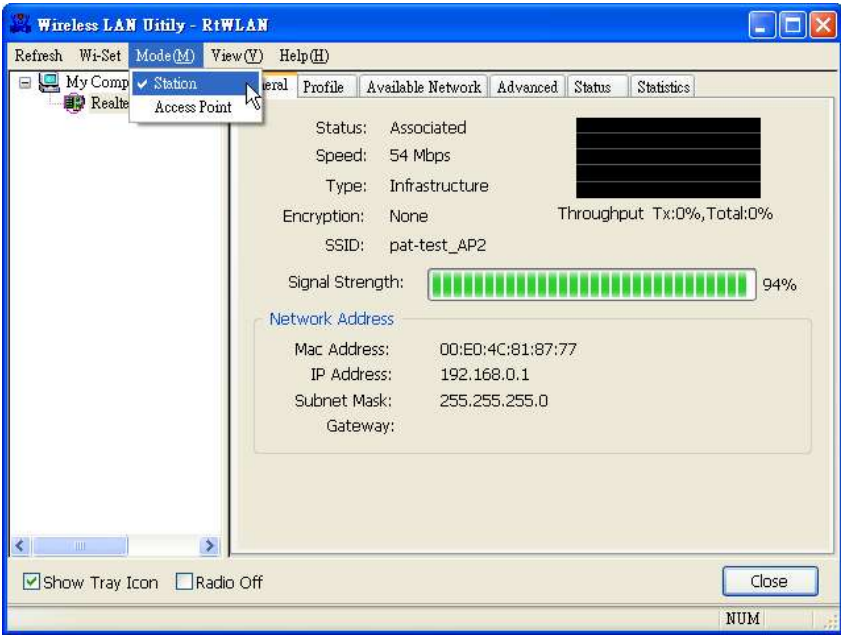 Wireless LAN Uitily - RtWLAN
Refresh Wi-Set Mode(M) View(V) Help(H)
My Comp
Realte
Station
Access Point
eral Profile Available Network Advanced Status Statistics
Status: Associated
Speed: 54 Mbps
Type: Infrastructure
Encryption: None
SSID: pat-test_AP2
Throughput Tx:0%,Total:0%
Signal Strength: 94%
Network Address
Mac Address: 00:E0:4C:81:87:77
IP Address: 192.168.0.1
Subnet Mask: 255.255.255.0
Gateway:
Show Tray Icon Radio Off Close
NUM